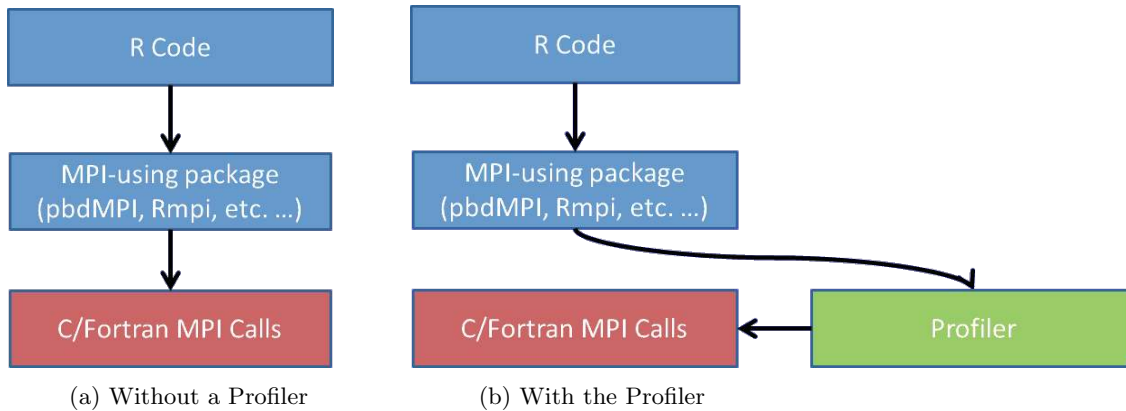 R Code
MPI-using package
(pbdMPI, Rmpi, etc. ...)
C/Fortran MPI Calls
(a) Without a Profiler
R Code
MPI-using package
(pbdMPI, Rmpi, etc. ...)
C/Fortran MPI Calls
Profiler
(b) With the Profiler